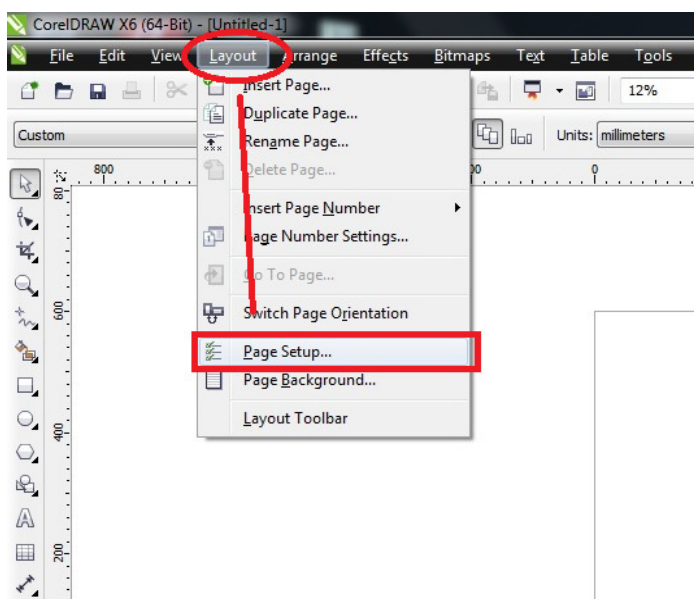 CorelDRAW X6 (64-Bit) - [Untitled-1]
File Edit View Layout Arrange Effects Bitmaps Text Table Tools
12%
Custom
Units: millimeters
Insert Page...
Duplicate Page...
Rename Page...
Delete Page...
Insert Page Number
Page Number Settings...
Go To Page...
Switch Page Orientation
Page Setup...
Page Background...
Layout Toolbar
800
0
80
600
400
200